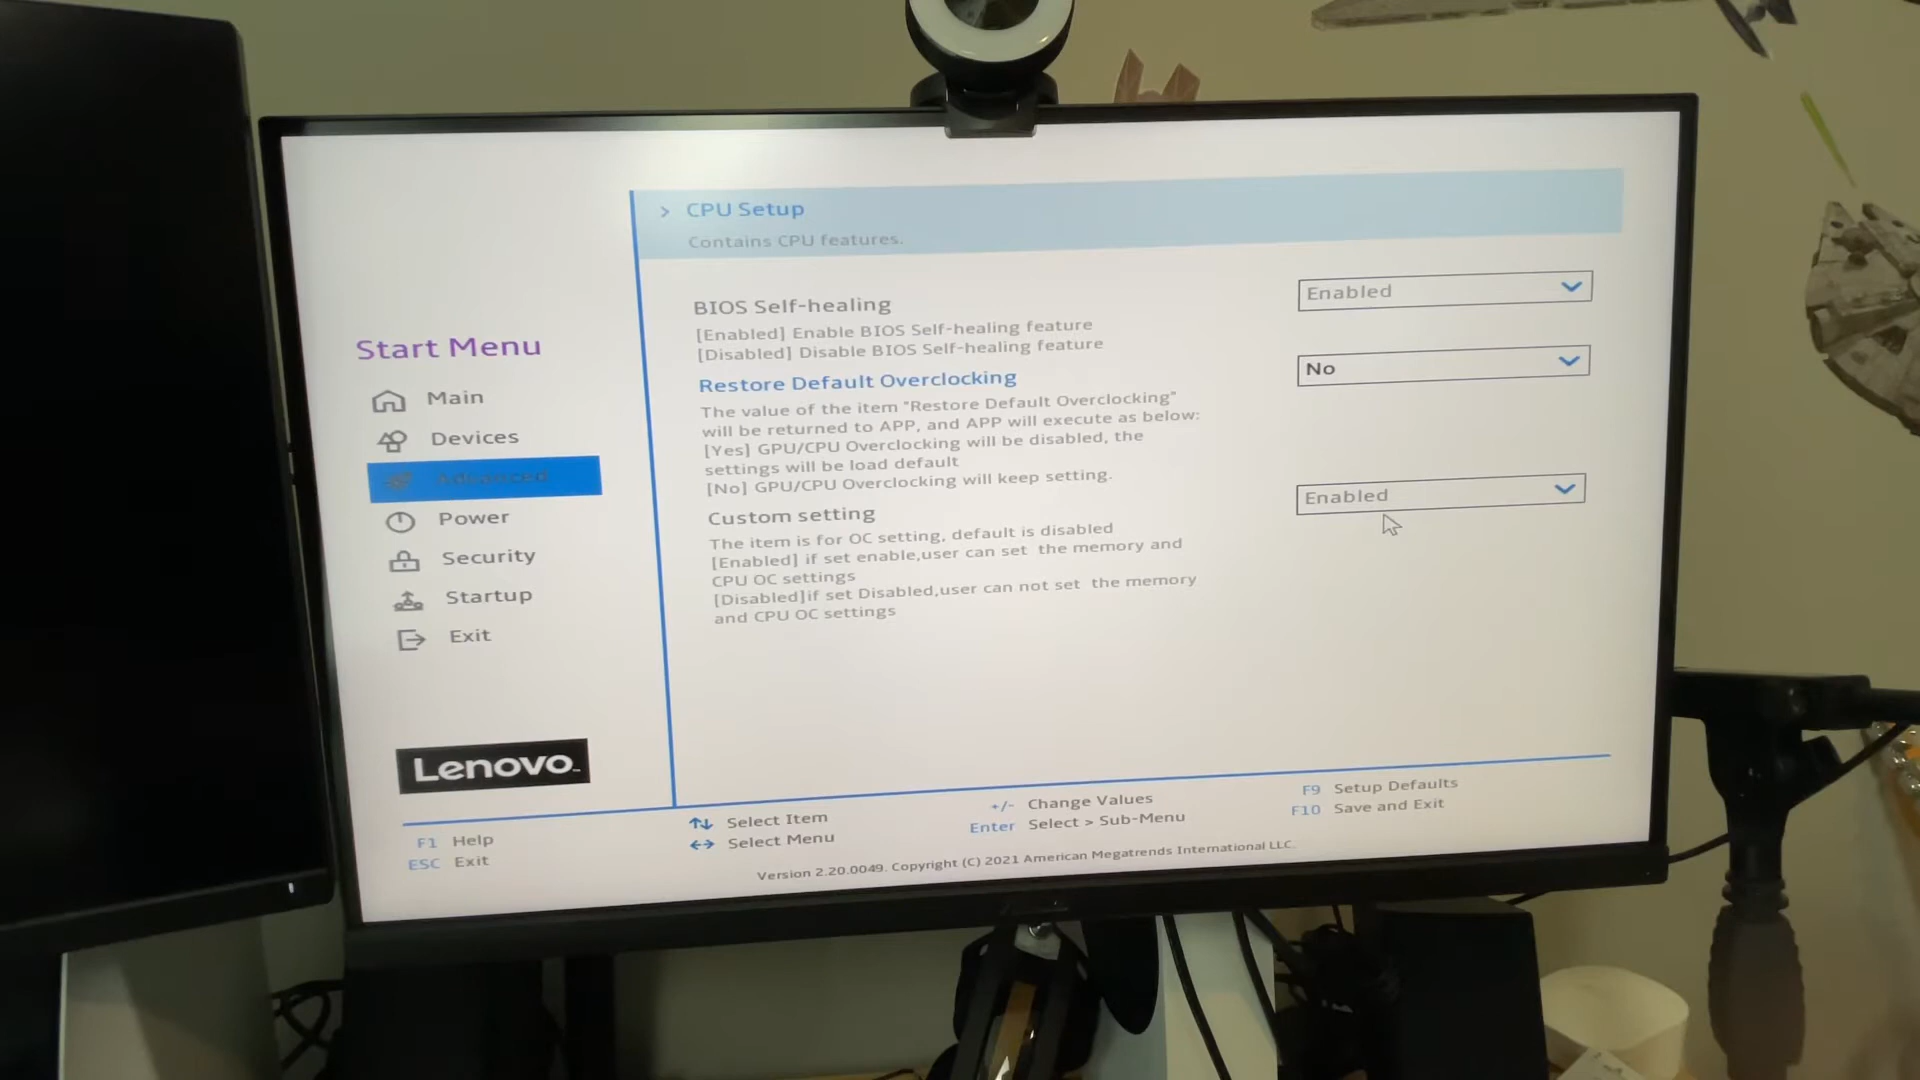 > CPU Setup
Contains CPU features.
BIOS Self-healing
Enabled
[Enabled] Enable BIOS Self-healing feature
[Disabled] Disable BIOS Self-healing feature
Restore Default Overclocking
No
The value of the item "Restore Default Overclocking"
will be returned to APP, and APP will execute as below:
[Yes] GPU/CPU Overclocking will be disabled, the
settings will be load default
[No] GPU/CPU Overclocking will keep setting.
Custom setting
Enabled
The item is for OC setting, default is disabled
[Enabled] if set enable,user can set the memory and
CPU OC settings
[Disabled]if set Disabled,user can not set the memory
and CPU OC settings
Start Menu
Main
Devices
Advanced
Power
Security
Startup
Exit
Lenovo
F1 Help
ESC Exit
↑↓ Select Item
↔ Select Menu
+/- Change Values
Enter Select > Sub-Menu
F9 Setup Defaults
F10 Save and Exit
Version 2.20.0049. Copyright (C) 2021 American Megatrends International LLC.